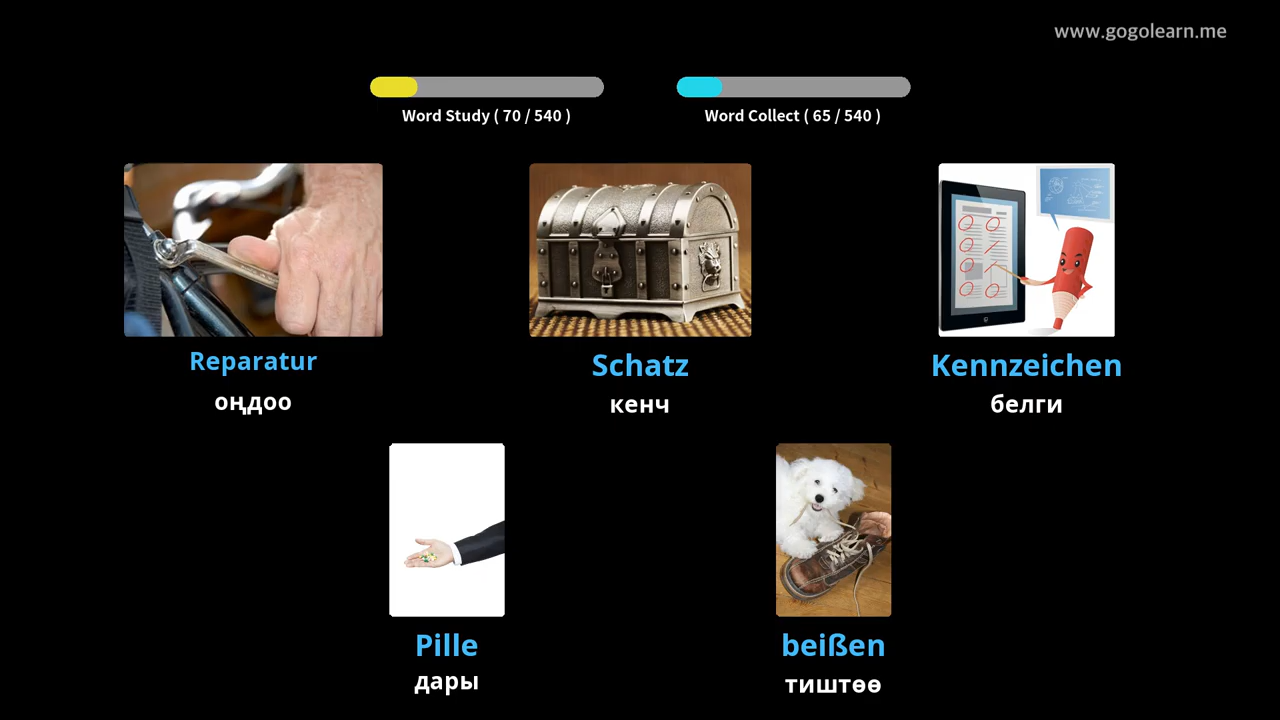 www.gogolearn.me
Word Study ( 70 / 540 )
Word Collect ( 65 / 540 )
Reparatur
оңдоо
Schatz
кенч
Kennzeichen
белги
Pille
дары
beißen
тиштөө